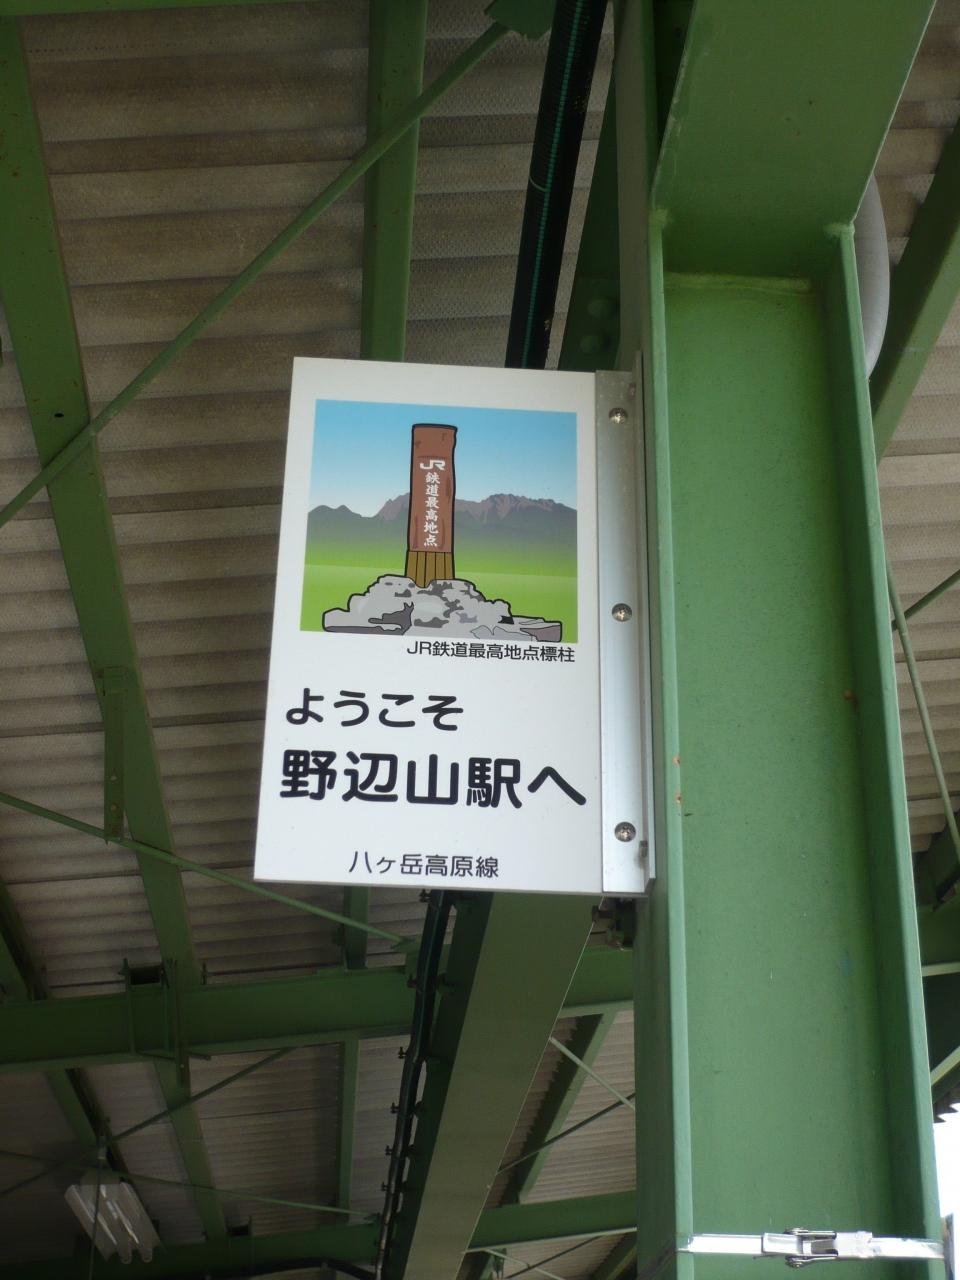 JR
鉄道最高地点
JR鉄道最高地点標柱
ようこそ
野辺山駅へ
八ヶ岳高原線